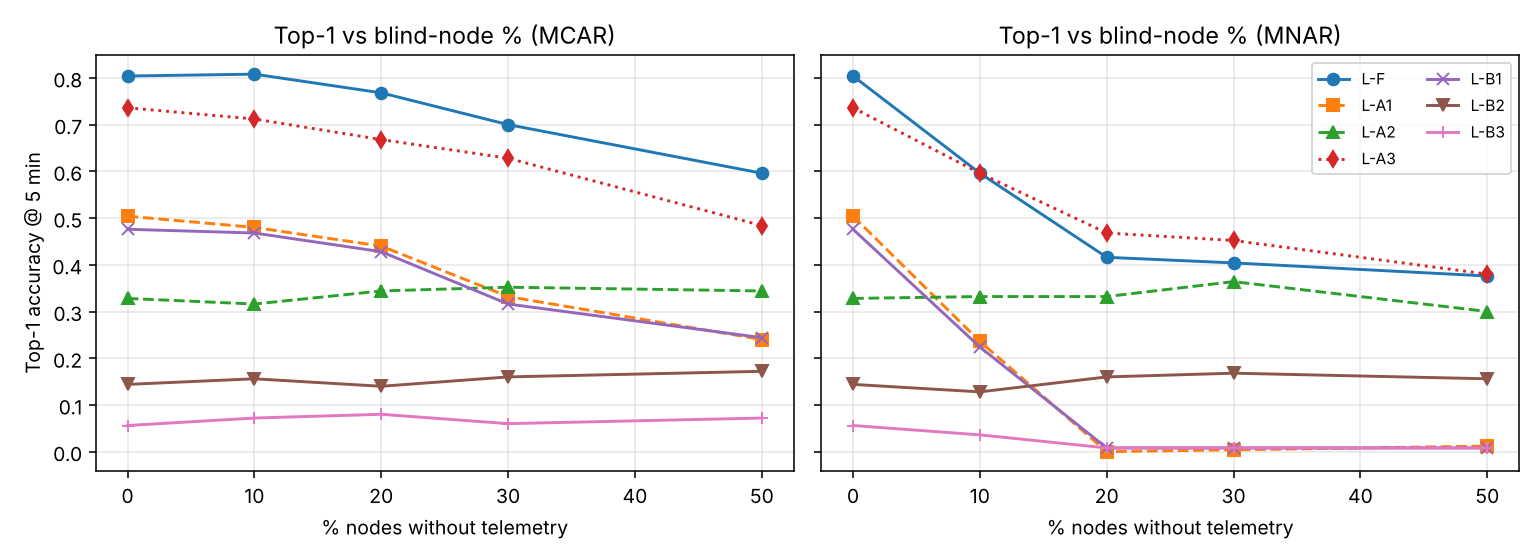 Top-1 vs blind-node % (MCAR)
Top-1 accuracy @ 5 min
0.8
0.7
0.6
0.5
0.4
0.3
0.2
0.1
0.0
0 10 20 30 40 50
% nodes without telemetry
Top-1 vs blind-node % (MNAR)
L-F L-B1
L-A1 L-B2
L-A2 L-B3
L-A3
0 10 20 30 40 50
% nodes without telemetry